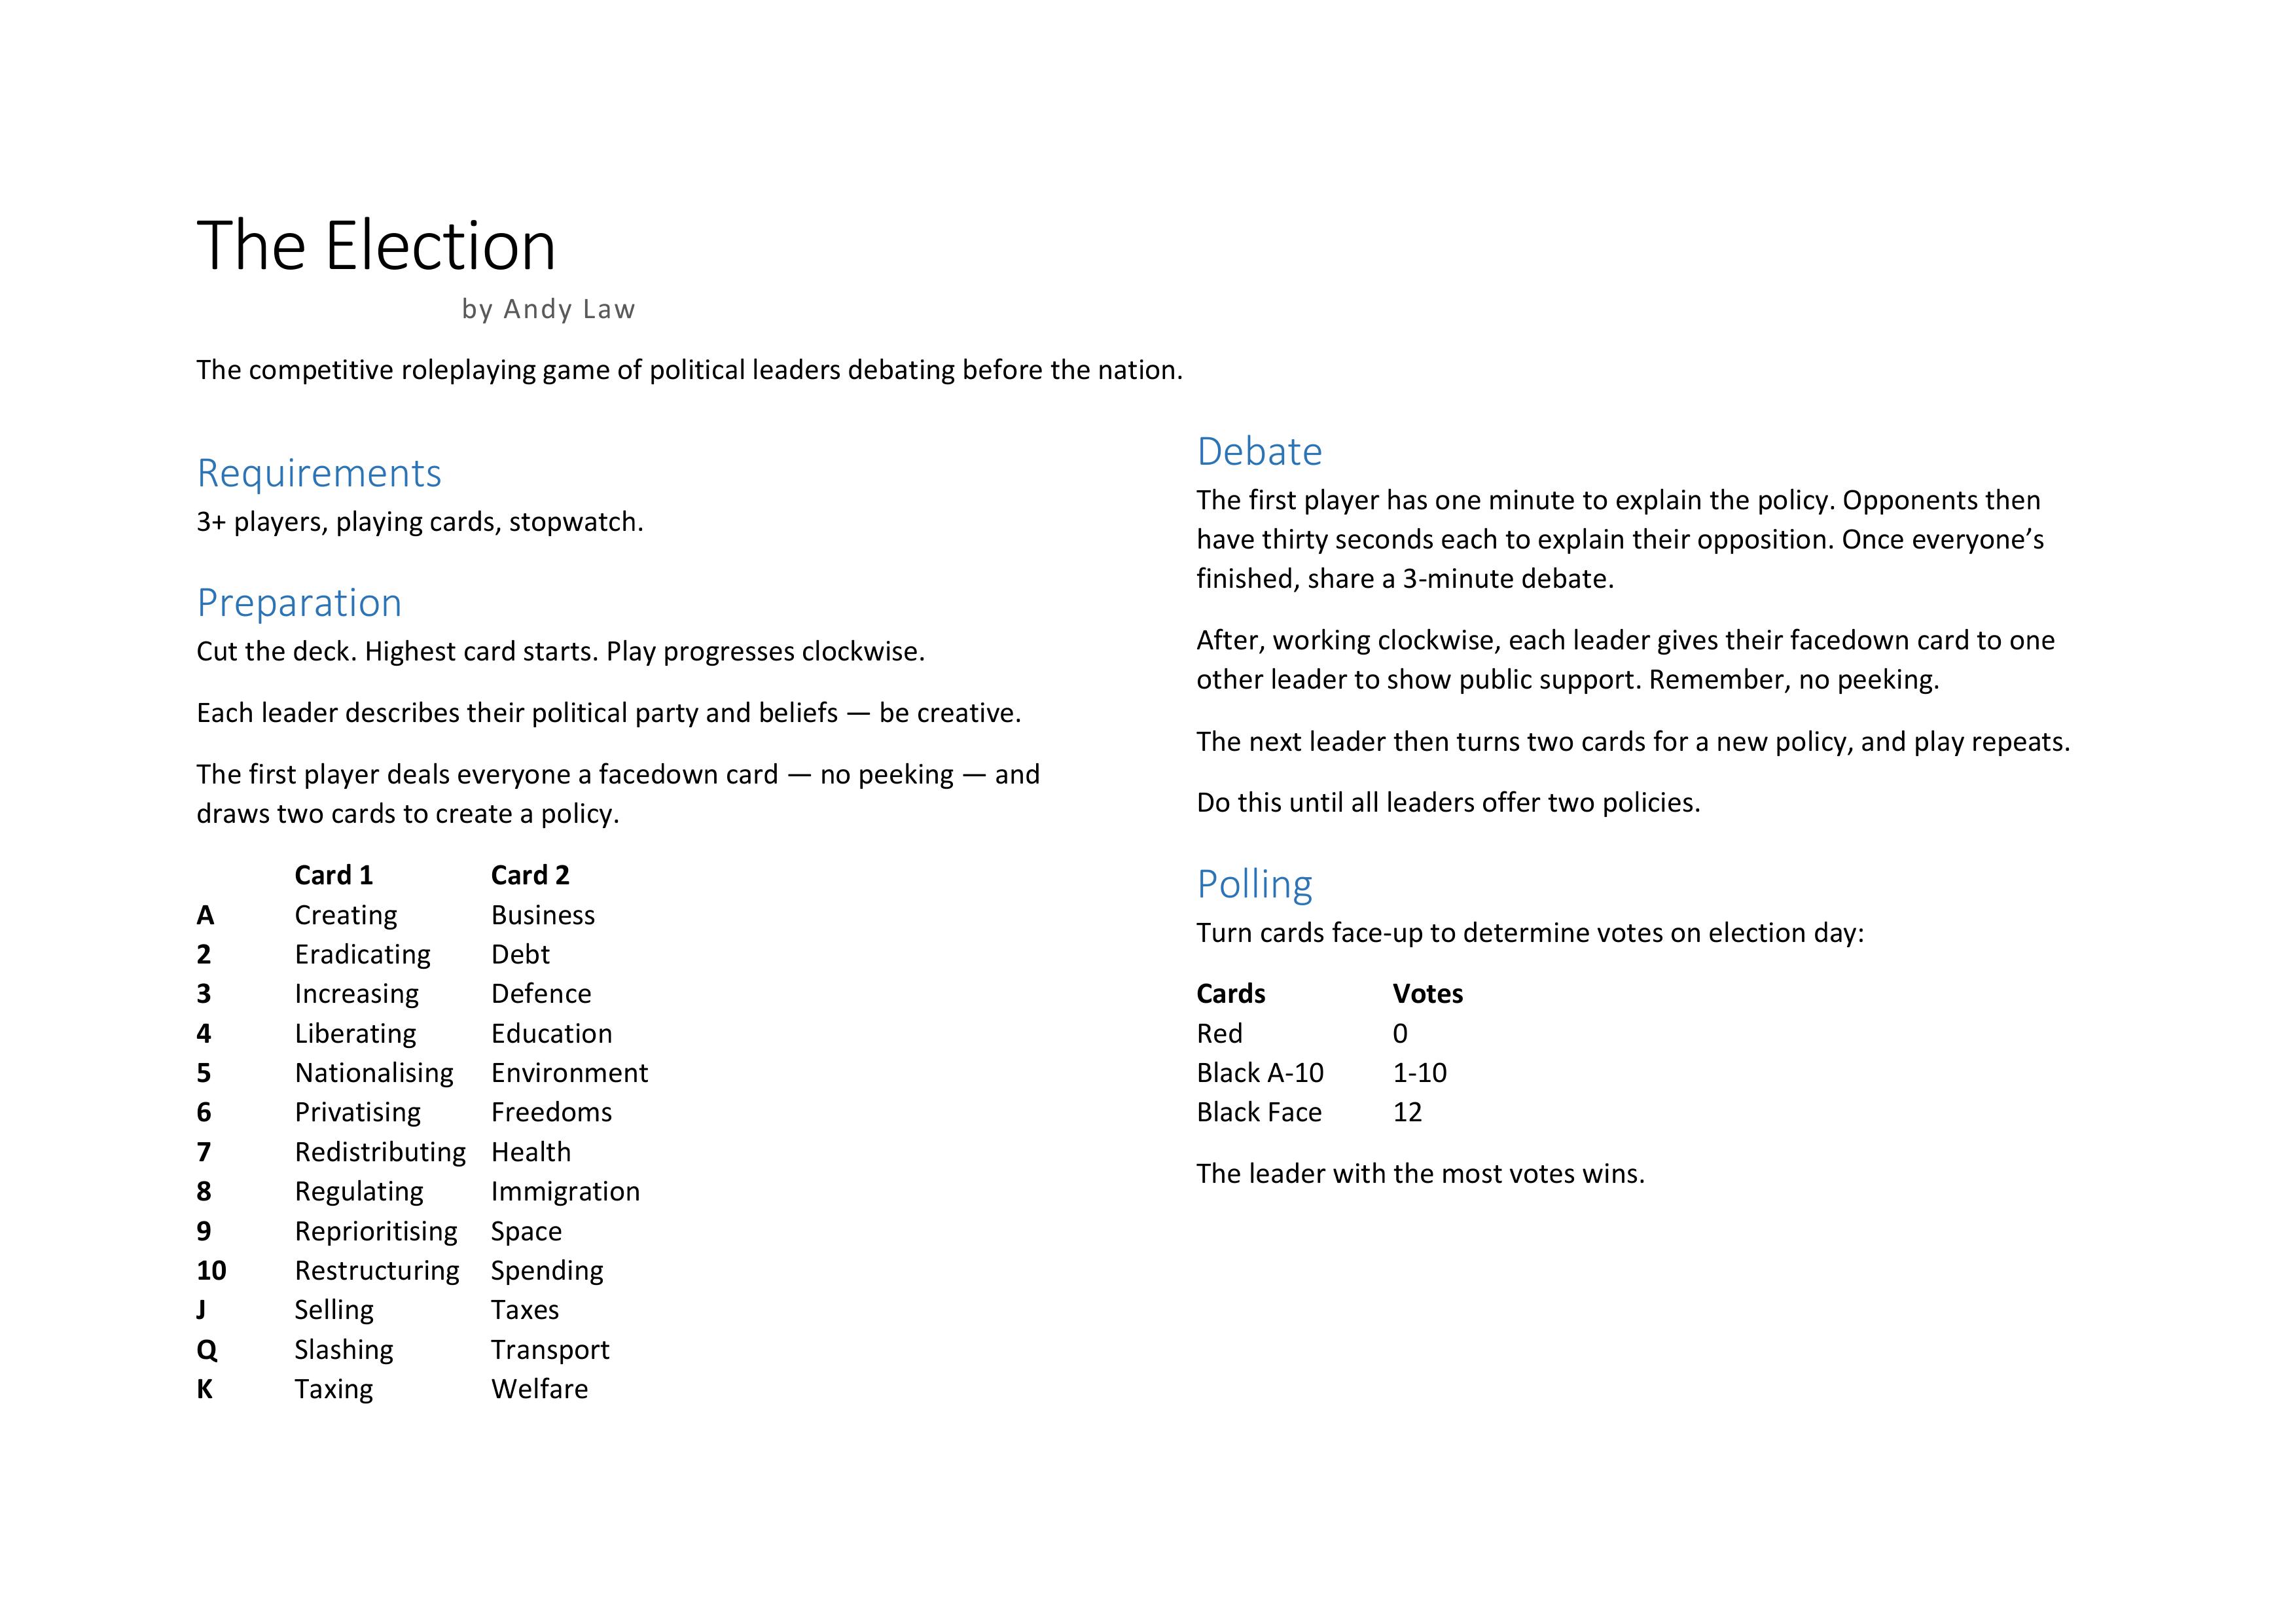 The Election
by Andy Law
The competitive roleplaying game of political leaders debating before the nation.
Requirements
3+ players, playing cards, stopwatch.
Preparation
Cut the deck. Highest card starts. Play progresses clockwise.
Each leader describes their political party and beliefs — be creative.
The first player deals everyone a facedown card — no peeking — and
draws two cards to create a policy.
Card 1 Card 2
A Creating Business
2 Eradicating Debt
3 Increasing Defence
4 Liberating Education
5 Nationalising Environment
6 Privatising Freedoms
7 Redistributing Health
8 Regulating Immigration
9 Reprioritising Space
10 Restructuring Spending
J Selling Taxes
Q Slashing Transport
K Taxing Welfare
Debate
The first player has one minute to explain the policy. Opponents then
have thirty seconds each to explain their opposition. Once everyone’s
finished, share a 3-minute debate.
After, working clockwise, each leader gives their facedown card to one
other leader to show public support. Remember, no peeking.
The next leader then turns two cards for a new policy, and play repeats.
Do this until all leaders offer two policies.
Polling
Turn cards face-up to determine votes on election day:
Cards Votes
Red 0
Black A-10 1-10
Black Face 12
The leader with the most votes wins.